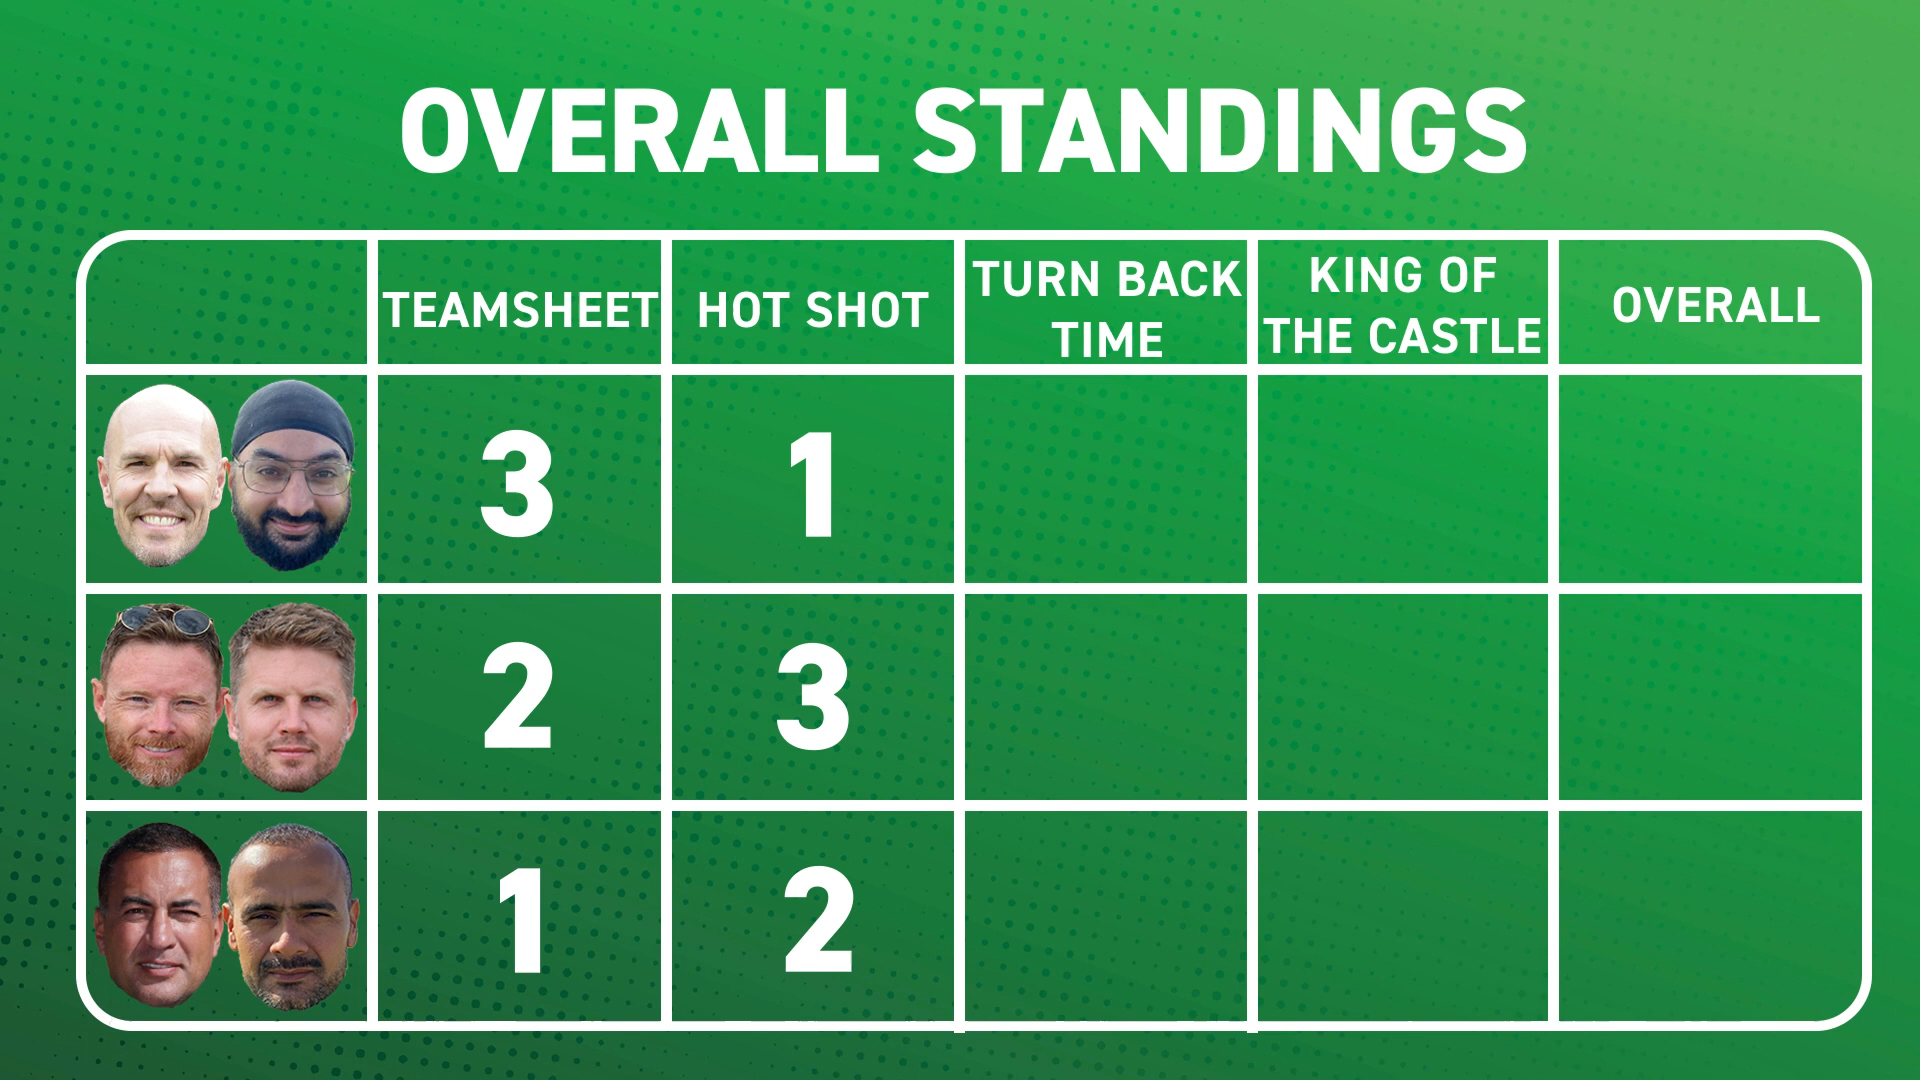 OVERALL STANDINGS
TEAMSHEET
HOT SHOT
TURN BACK
TIME
KING OF
THE CASTLE
OVERALL
3
1
2
3
1
2